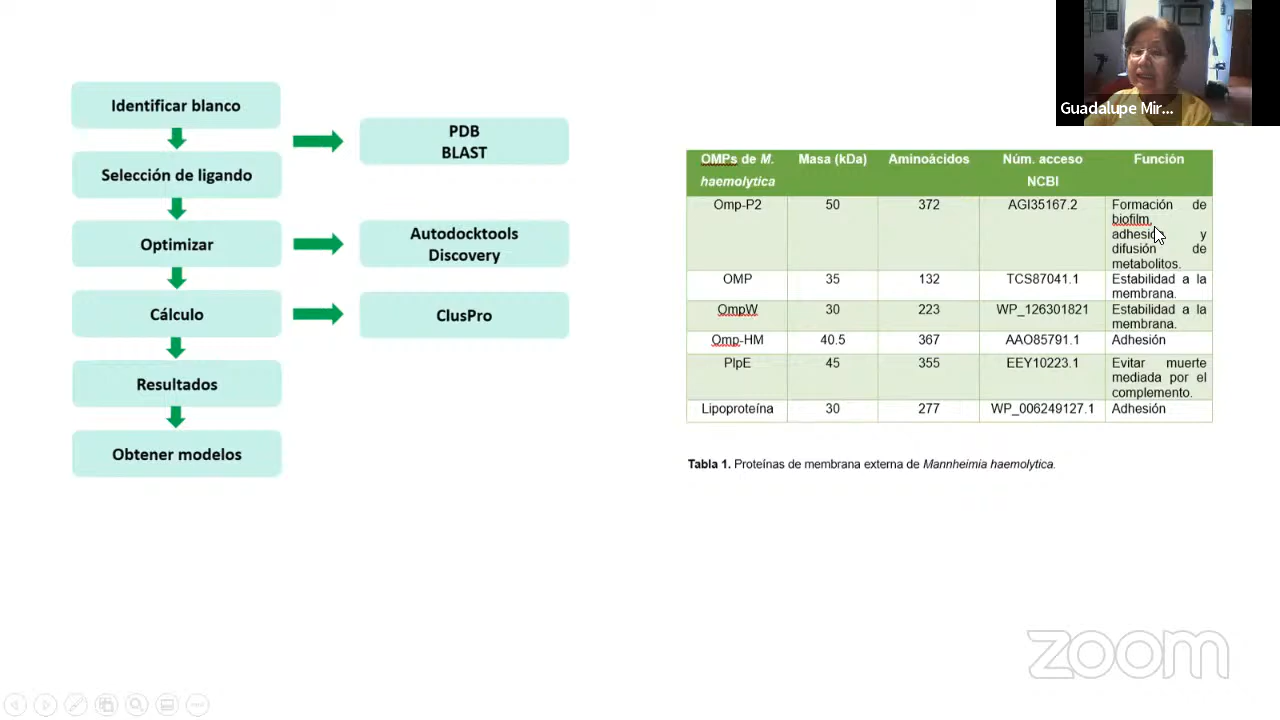 Guadalupe Mir...
Identificar blanco
Selección de ligando
Optimizar
Cálculo
Resultados
Obtener modelos
PDB
BLAST
Autodocktools
Discovery
ClusPro
OMPs de M. haemolytica Masa (kDa) Aminoácidos Núm. acceso NCBI Función
Omp-P2 50 372 AGI35167.2 Formación de
biofilm,
adhesión y
difusión de
metabolitos.
OMP 35 132 TCS87041.1 Estabilidad a la
membrana.
OmpW 30 223 WP_126301821 Estabilidad a la
membrana.
Omp-HM 40.5 367 AAO85791.1 Adhesión
PlpE 45 355 EEY10223.1 Evitar muerte
mediada por el
complemento.
Lipoproteína 30 277 WP_006249127.1 Adhesión
Tabla 1. Proteínas de membrana externa de Mannheimia haemolytica.
zoom